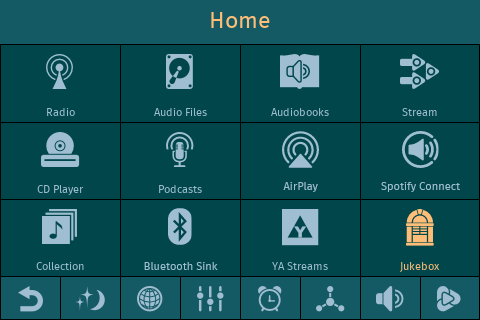 Home
Radio
Audio Files
Audiobooks
Stream
CD Player
Podcasts
AirPlay
Spotify Connect
Collection
Bluetooth Sink
YA Streams
Jukebox